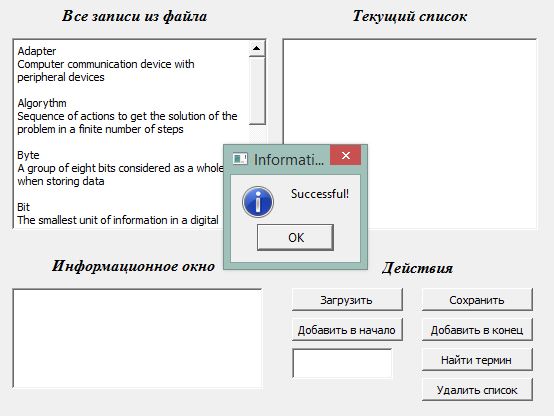 Все записи из файла
Текущий список
Adapter
Computer communication device with
peripheral devices
Algorythm
Sequence of actions to get the solution of the
problem in a finite number of steps
Byte
A group of eight bits considered as a whole
when storing data
Bit
The smallest unit of information in a digital
Informati...
Successful!
OK
Информационное окно
Действия
Загрузить
Сохранить
Добавить в начало
Добавить в конец
Найти термин
Удалить список